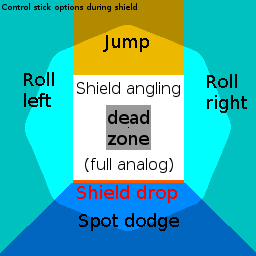 Control stick options during shield
Jump
Roll
left
Roll
right
Shield angling
dead
zone
(full analog)
Shield drop
Spot dodge